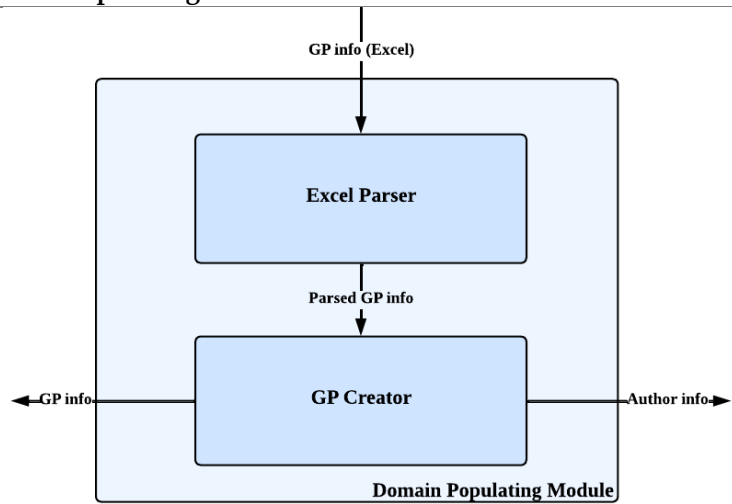 GP info (Excel)
Excel Parser
Parsed GP info
GP Creator
GP info
Author info
Domain Populating Module